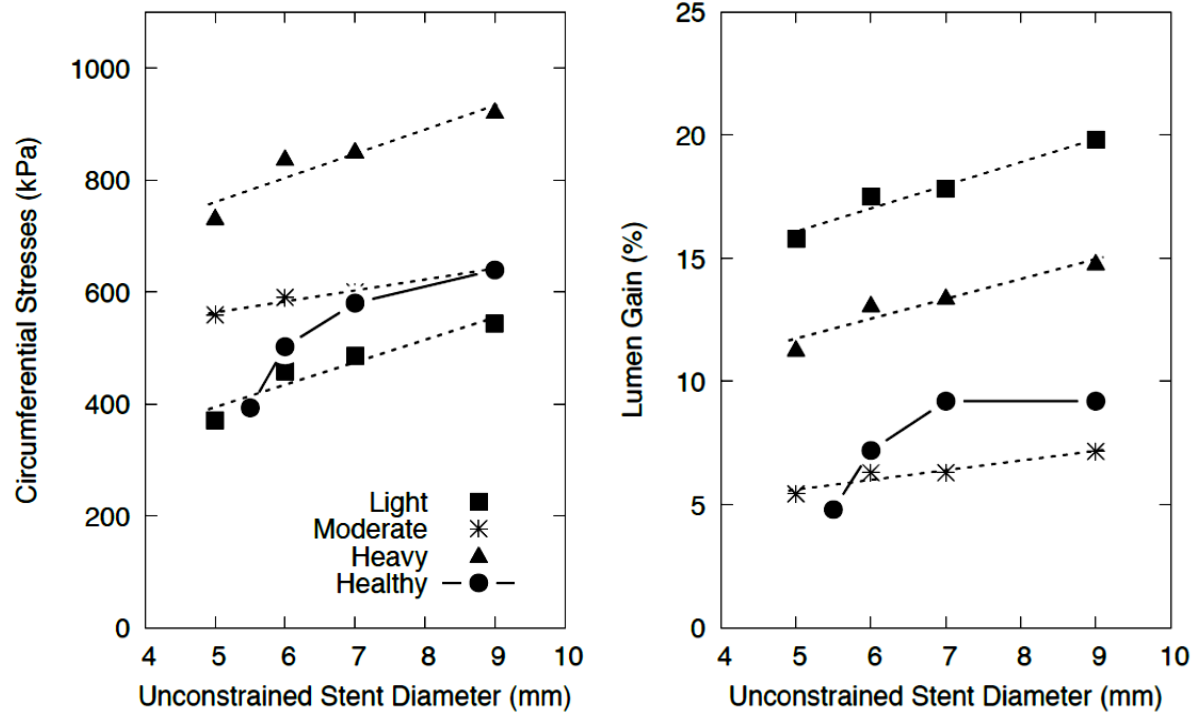 1000
800
600
400
200
0
Circumferential Stresses (kPa)
Light
Moderate
Heavy
Healthy
4 5 6 7 8 9 10
Unconstrained Stent Diameter (mm)
25
20
15
10
5
0
Lumen Gain (%)
4 5 6 7 8 9 10
Unconstrained Stent Diameter (mm)